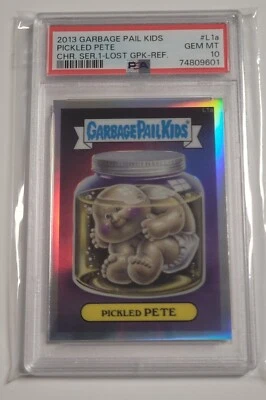 2013 GARBAGE PAIL KIDS #L1a
PICKLED PETE GEM MT
CHR. SER.1-LOST GPK-REF. 10
PSA 74809601
GARBAGE PAIL KIDS
PICKLED PETE